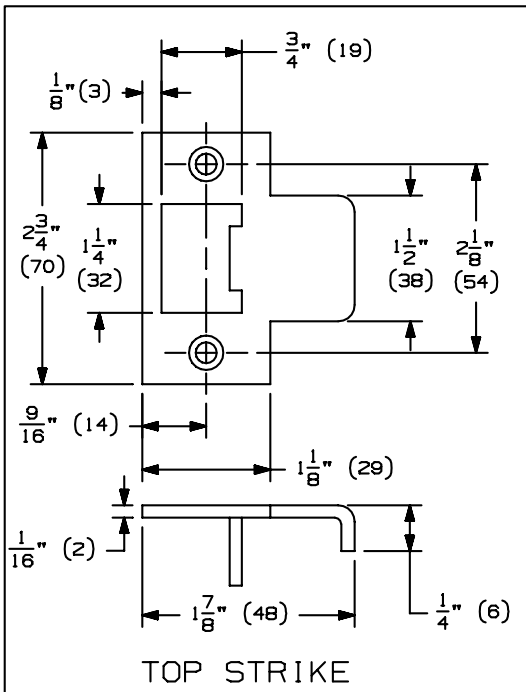 3/4" (19)
1/8" (3)
2 3/4" (70)
1 1/4" (32)
1 1/2" (38)
2 1/8" (54)
9/16" (14)
1 1/8" (29)
1/16" (2)
1 7/8" (48)
1/4" (6)
TOP STRIKE